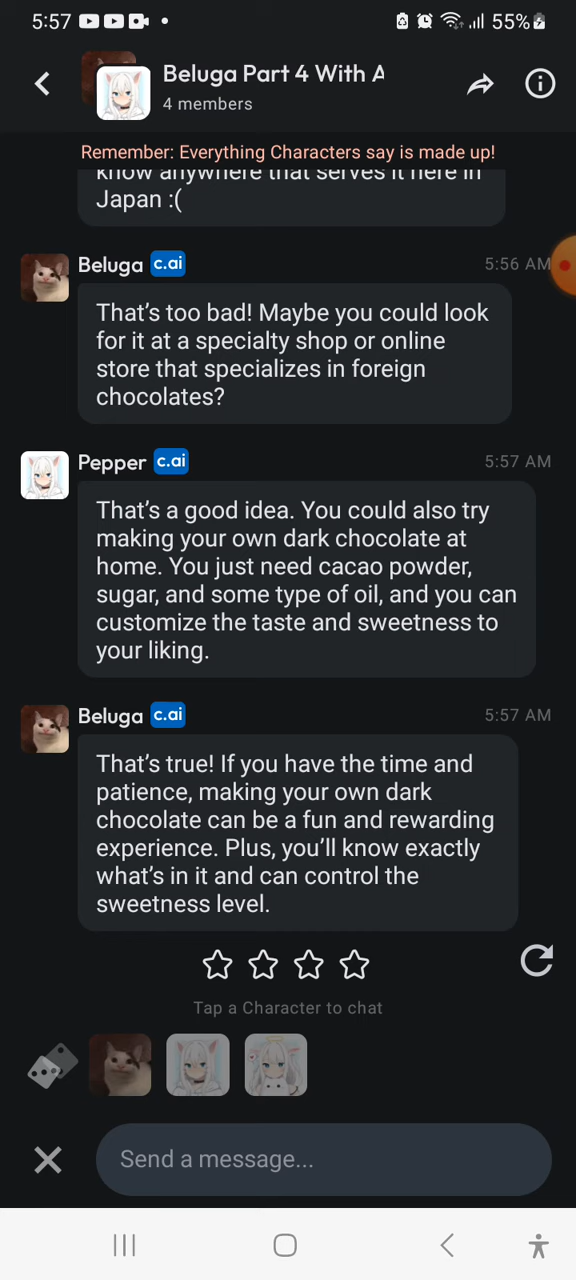 5:57
55%
Beluga Part 4 With A
4 members
Remember: Everything Characters say is made up!
know anywhere that serves it here in
Japan :(
Beluga c.ai 5:56 AM
That's too bad! Maybe you could look
for it at a specialty shop or online
store that specializes in foreign
chocolates?
Pepper c.ai 5:57 AM
That's a good idea. You could also try
making your own dark chocolate at
home. You just need cacao powder,
sugar, and some type of oil, and you can
customize the taste and sweetness to
your liking.
Beluga c.ai 5:57 AM
That's true! If you have the time and
patience, making your own dark
chocolate can be a fun and rewarding
experience. Plus, you'll know exactly
what's in it and can control the
sweetness level.
Tap a Character to chat
Send a message...